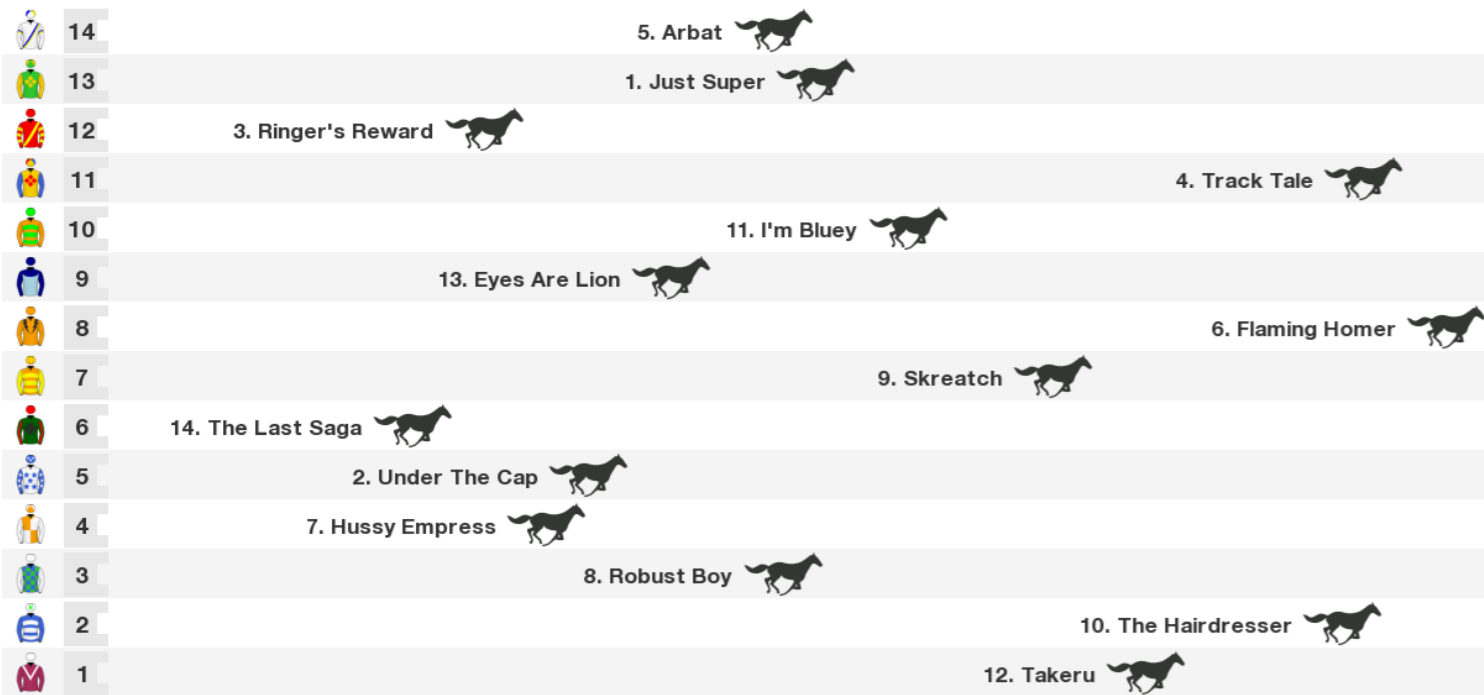 14 5. Arbat
13 1. Just Super
12 3. Ringer's Reward
11 4. Track Tale
10 11. I'm Bluey
9 13. Eyes Are Lion
8 6. Flaming Homer
7 9. Skreatch
6 14. The Last Saga
5 2. Under The Cap
4 7. Hussy Empress
3 8. Robust Boy
2 10. The Hairdresser
1 12. Takeru